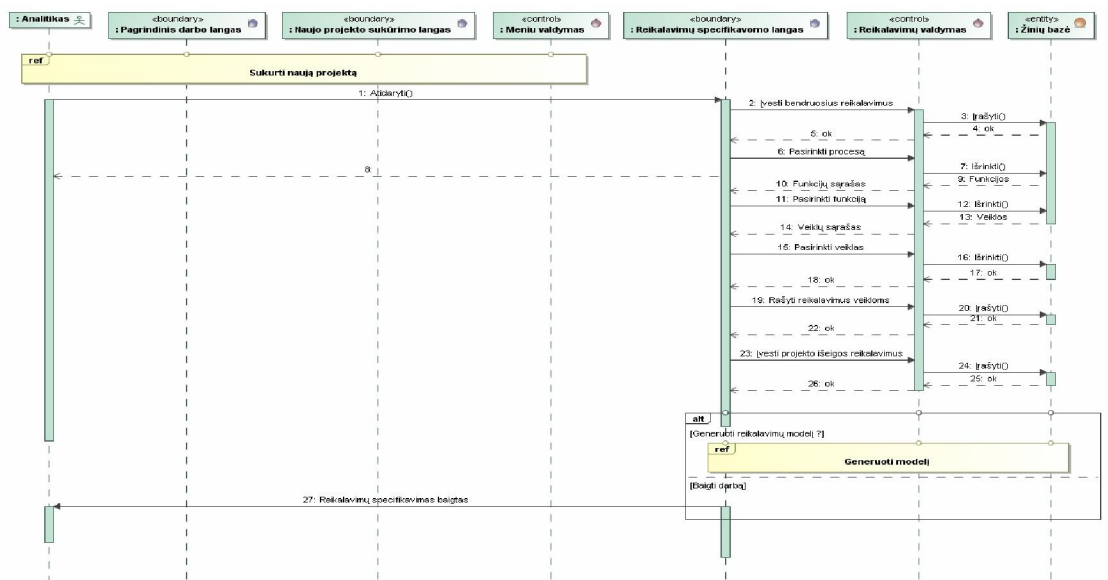 : Analitikas
«boundary»
: Pagrindinis darbo langas
«boundary»
: Naujo projekto sukūrimo langas
«control»
: Meniu valdymas
«boundary»
: Reikalavimų specifikavomo langas
«control»
: Reikalavimų valdymas
«entity»
: Žinių bazė
ref
Sukurti naują projektą
1: Atidaryti()
2: Įvesti bendruosius reikalavimus
3: Įrašyti()
4: ok
5: ok
6: Pasirinkti procesą
7: Išrinkti()
8:
9: Funkcijos
10: Funkcijų sąrašas
11: Pasirinkti funkciją
12: Išrinkti()
13: Veiklos
14: Veiklų sąrašas
15: Pasirinkti veiklas
16: Išrinkti()
17: ok
18: ok
19: Rašyti reikalavimus veikloms
20: Įrašyti()
21: ok
22: ok
23: Įvesti projekto išeigos reikalavimus
24: Įrašyti()
25: ok
26: ok
alt
[Generuoti reikalavimų modelį ?]
ref
Generuoti modelį
[Baigti darbą]
27: Reikalavimų specifikavimas baigtas